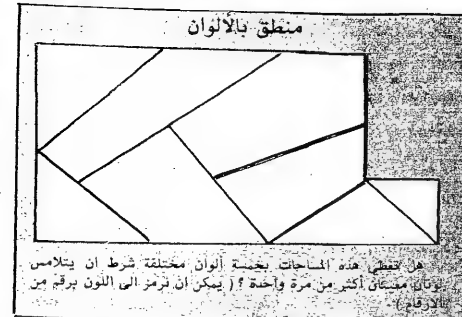 منطق بالألوان
هل تغطي هذه المساحات بخمسة ألوان مختلفة شرط ان يتلامس
لونان معينان أكثر من مرة واحدة ؟ ( يمكن ان نرمز الى اللون برقم من
الارقام ) .